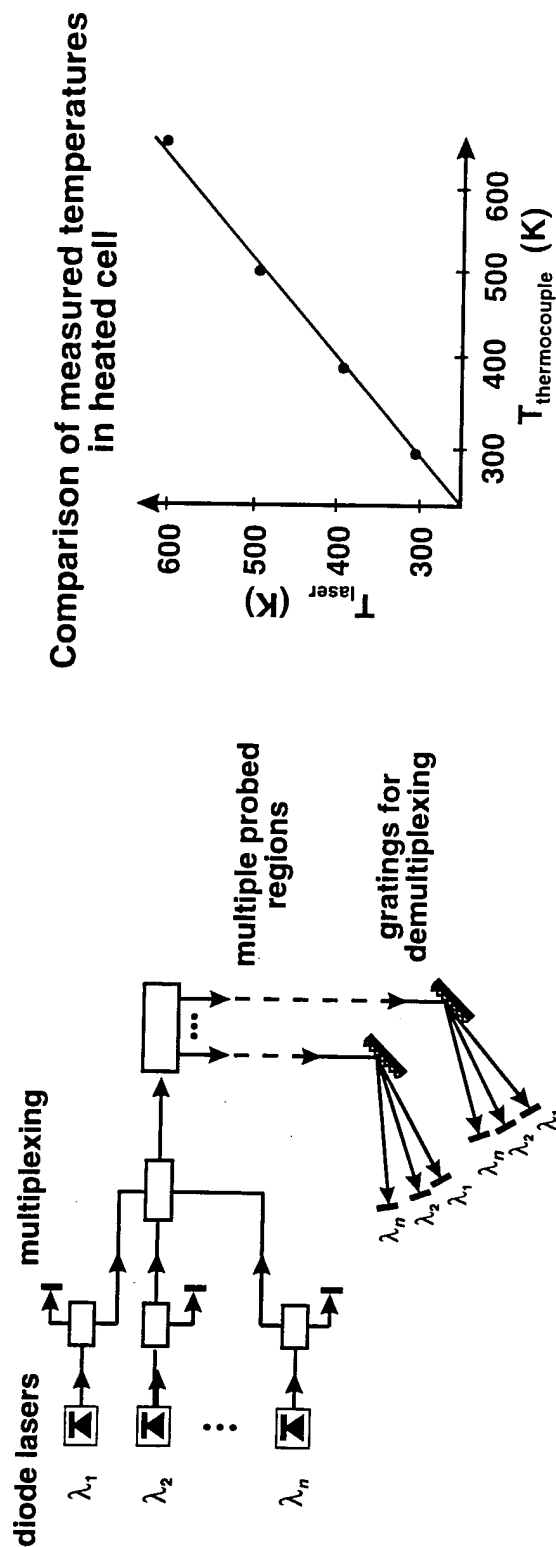 diode lasers
multiplexing
λ1
λ2
λn
multiple probed
regions
gratings for
demultiplexing
λn
λ2
λ1
λn
λ2
λ1
Comparison of measured temperatures
in heated cell
Tlaser (K)
600
500
400
300
300
400
500
600
Tthermocouple (K)